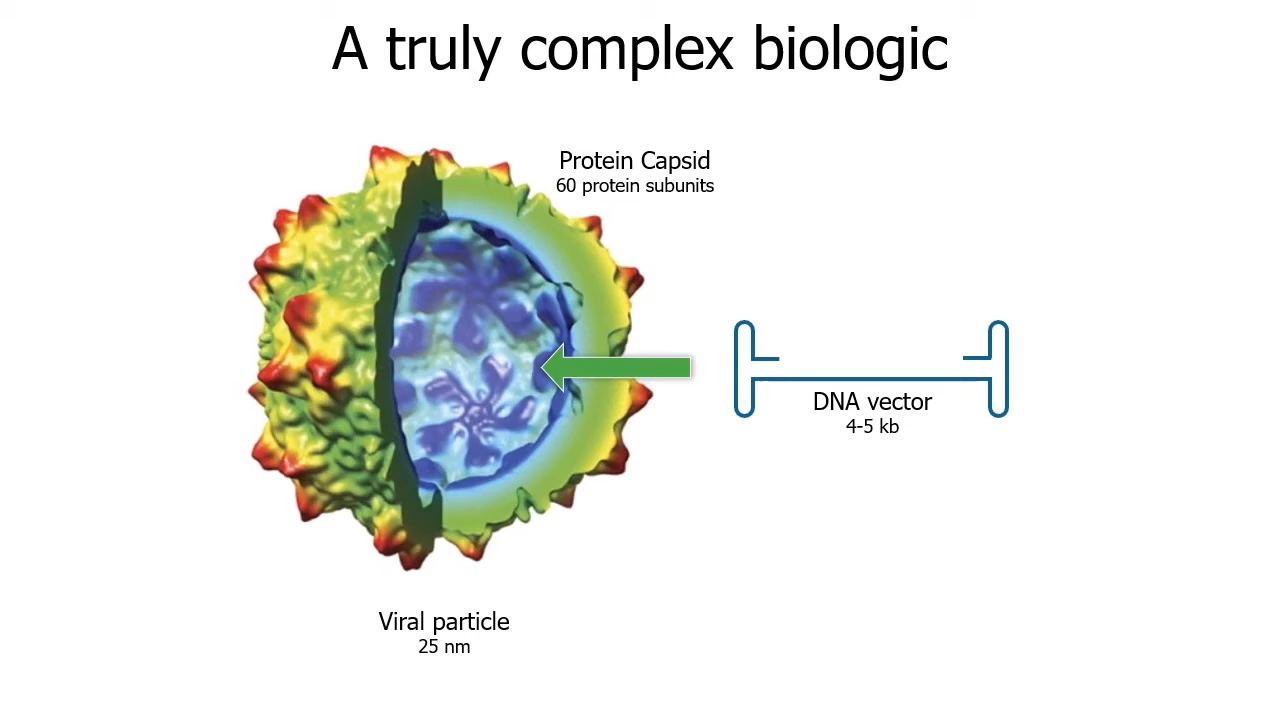 A truly complex biologic
Protein Capsid
60 protein subunits
DNA vector
4-5 kb
Viral particle
25 nm